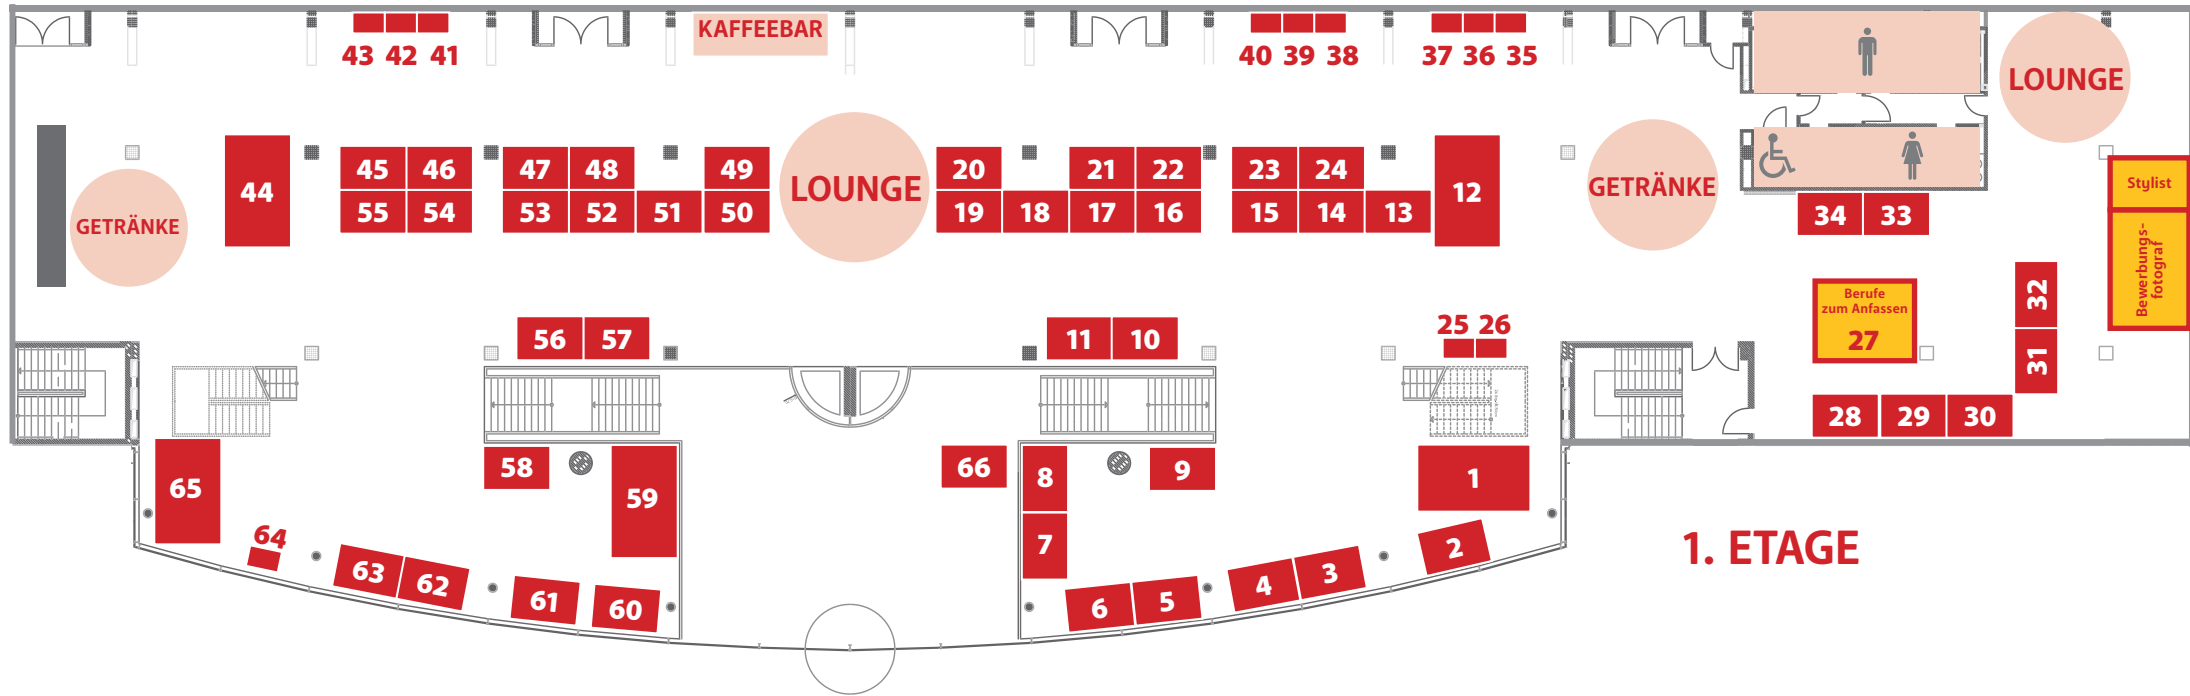 KAFFEEBAR
43 42 41
40 39 38
37 36 35
LOUNGE
44
45 46
47 48
49
LOUNGE
20
21 22
23 24
12
GETRÄNKE
Stylist
55 54
53 52 51 50
19 18 17 16
15 14 13
34 33
GETRÄNKE
Bewerbungs-
fotograf
32
31
Berufe
zum Anfassen
27
56 57
11 10
25 26
28 29 30
58
59
66
8
9
1
65
7
2
64
63 62
61 60
6 5
4 3
1. ETAGE